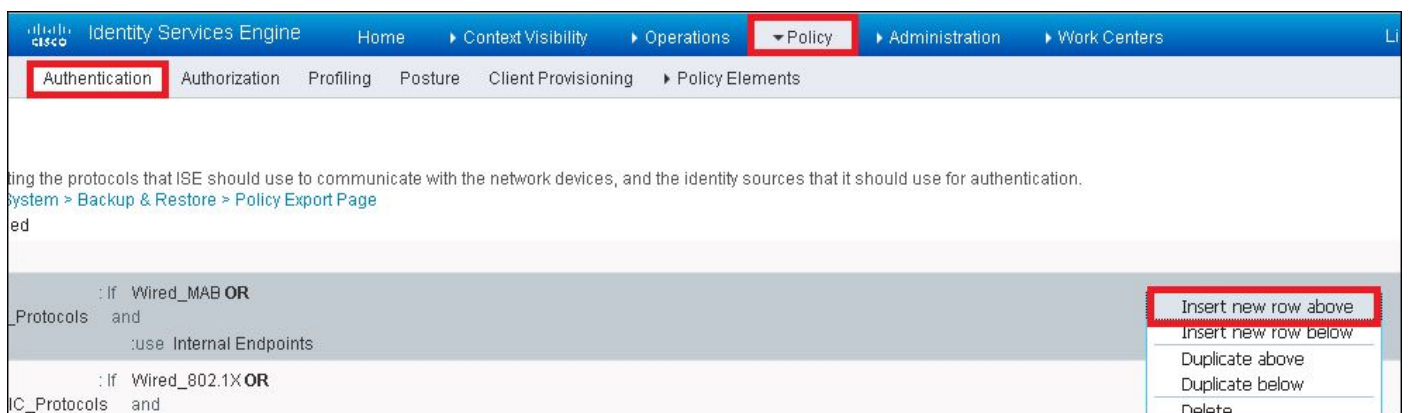 cisco Identity Services Engine Home Context Visibility Operations Policy Administration Work Centers Li
Authentication Authorization Profiling Posture Client Provisioning Policy Elements
ting the protocols that ISE should use to communicate with the network devices, and the identity sources that it should use for authentication.
System > Backup & Restore > Policy Export Page
ed
: If Wired_MAB OR
_Protocols and
:use Internal Endpoints
: If Wired_802.1X OR
IC_Protocols and
Insert new row above
Insert new row below
Duplicate above
Duplicate below
Delete